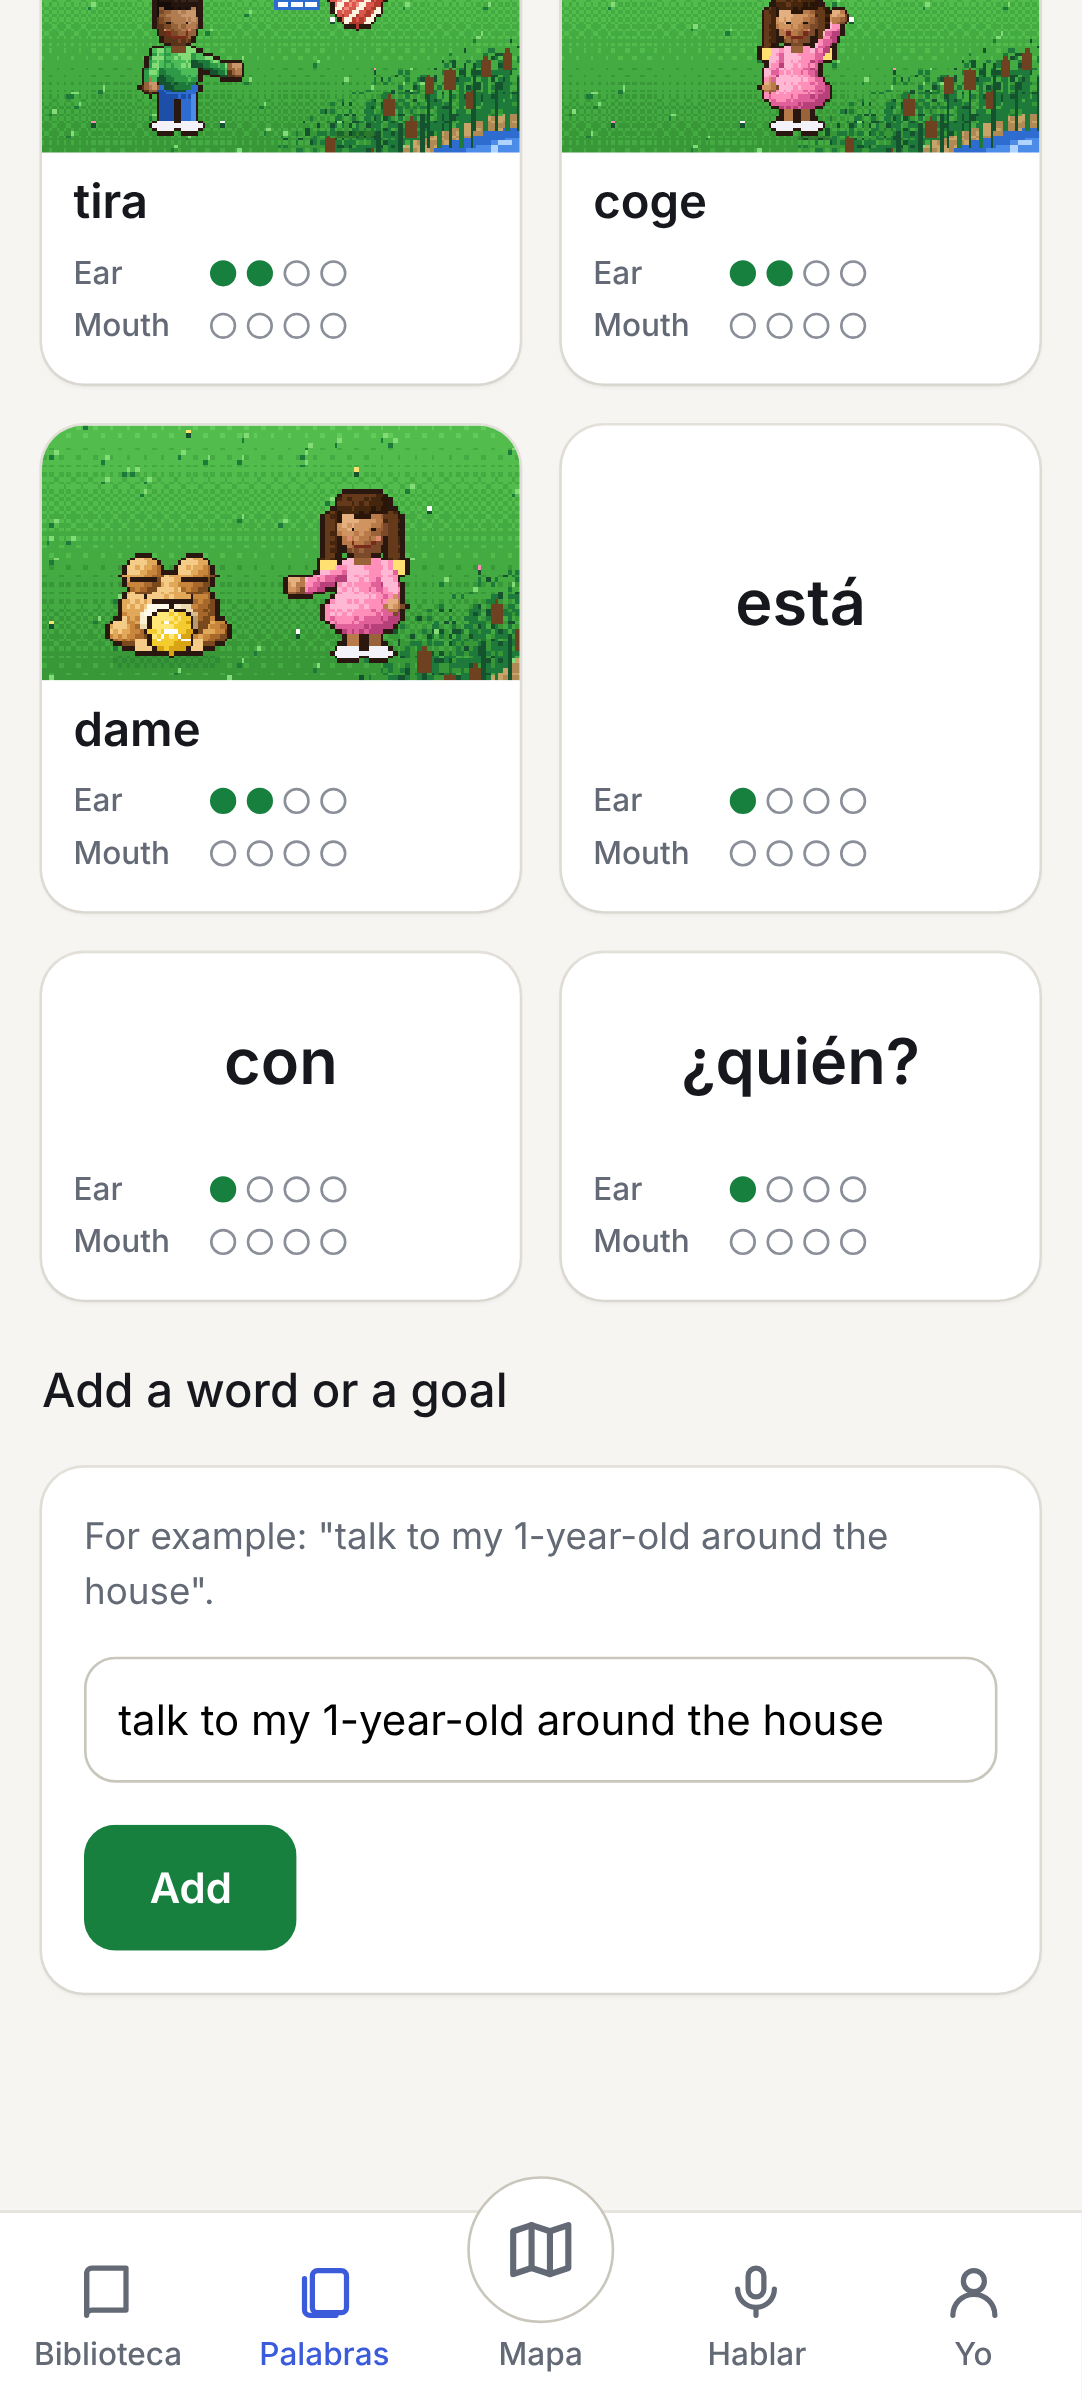 tira
coge
Ear
Ear
Mouth
Mouth
dame
está
Ear
Ear
Mouth
Mouth
con
¿quién?
Ear
Ear
Mouth
Mouth
Add a word or a goal
For example: "talk to my 1-year-old around the
house".
talk to my 1-year-old around the house
Add
Biblioteca
Palabras
Mapa
Hablar
Yo